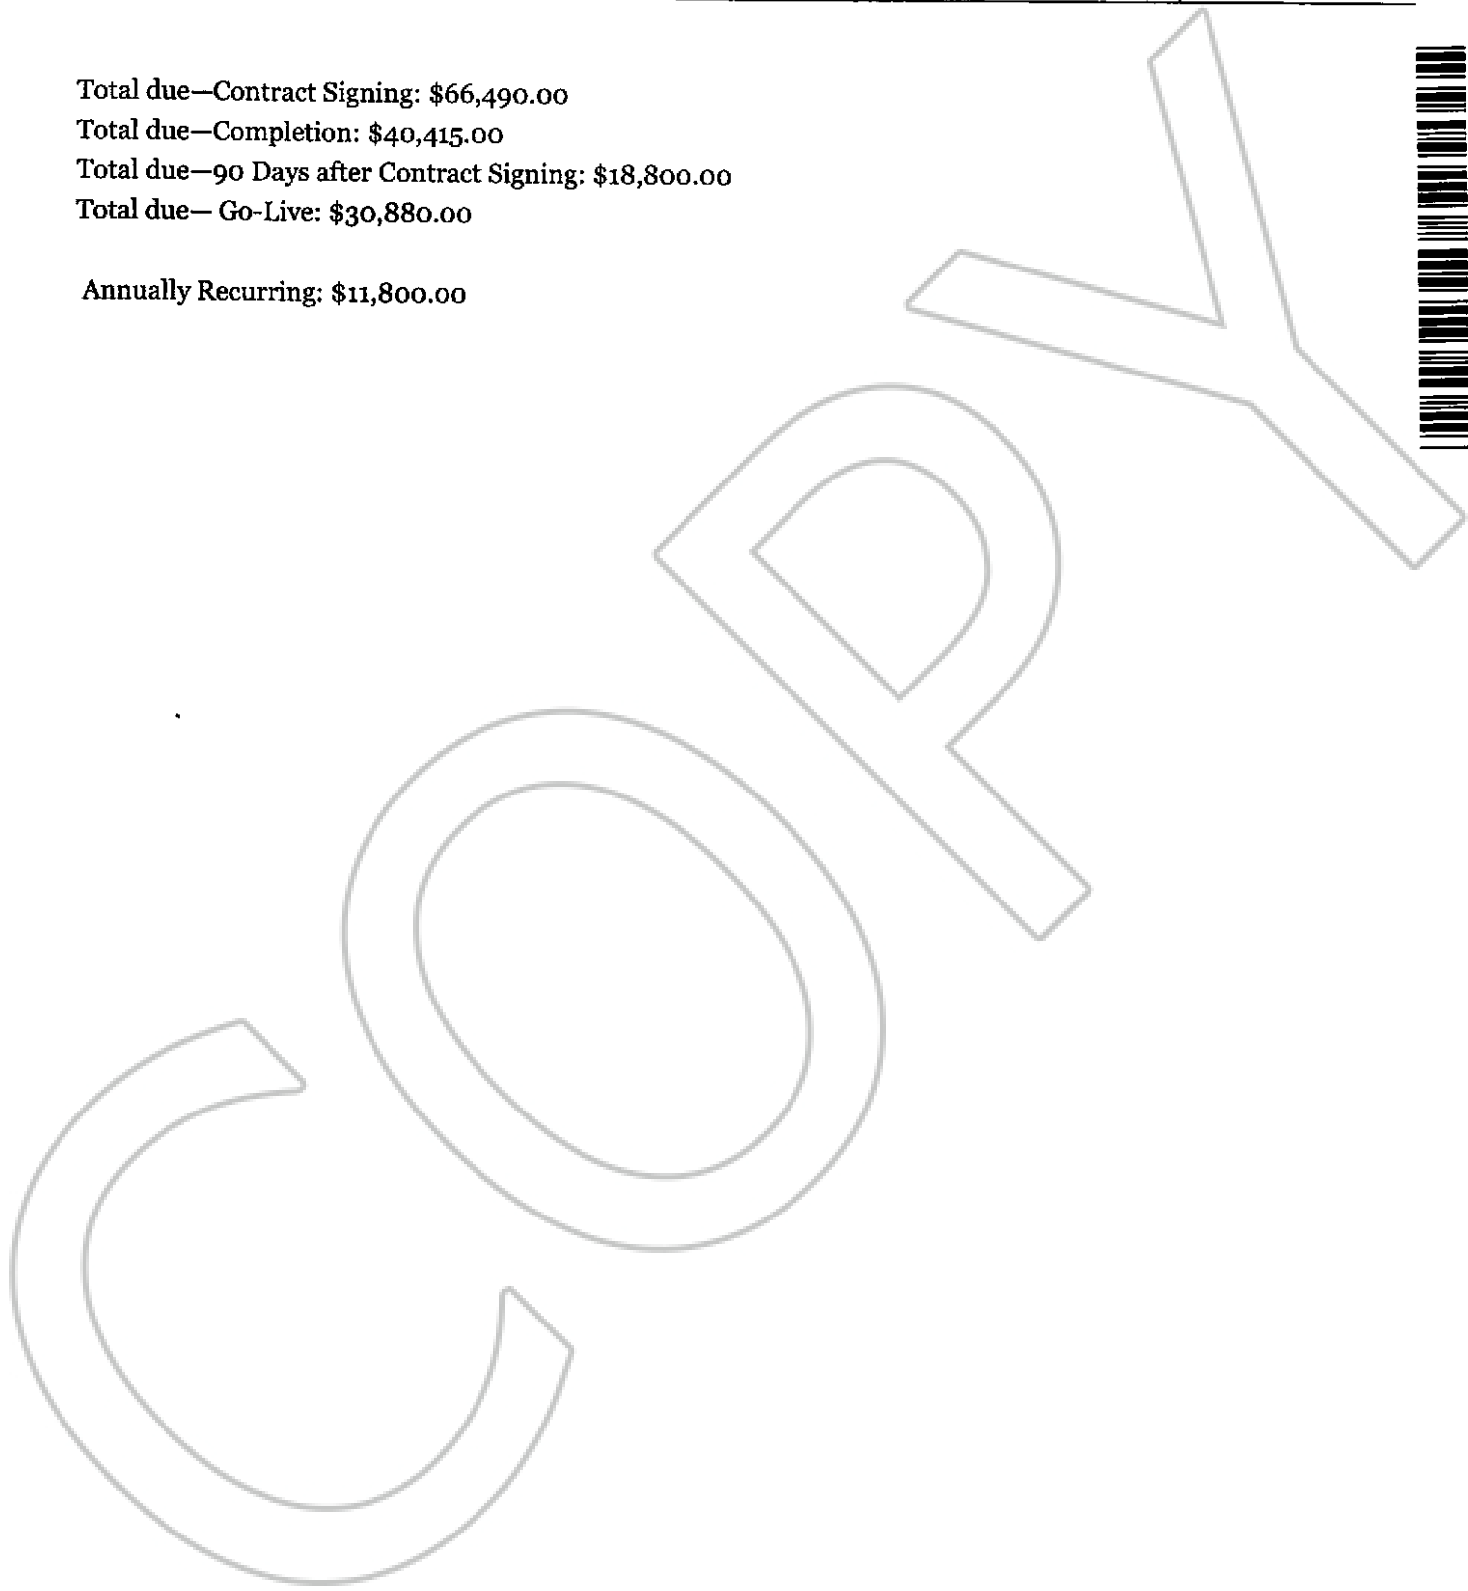 Total due—Contract Signing: $66,490.00
Total due—Completion: $40,415.00
Total due—90 Days after Contract Signing: $18,800.00
Total due— Go-Live: $30,880.00
Annually Recurring: $11,800.00
COPY